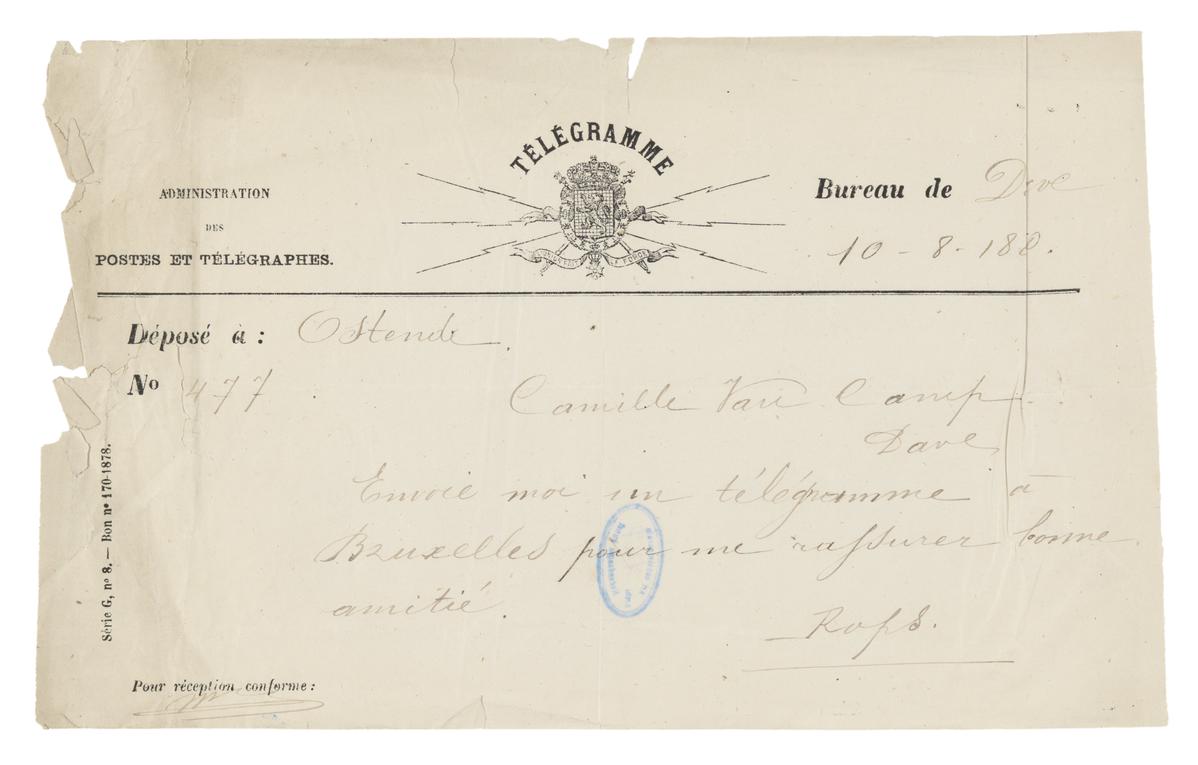 TÉLÉGRAMME
ADMINISTRATION
DES
POSTES ET TÉLÉGRAPHES.
Bureau de Dave
10 - 8 - 188.
Déposé à : Ostende.
No 477
Camille Van Camp
Dave
Envoie moi un télégramme à
Bruxelles pour me rassurer bonne
amitié.
Rops.
Série G, nº 8. — Bon nº 170-1878.
Pour réception conforme :